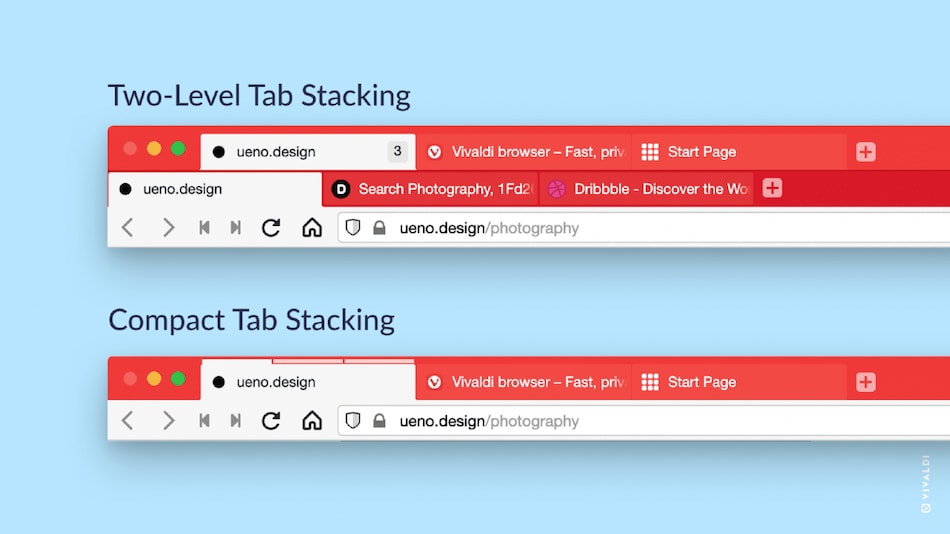 Two-Level Tab Stacking
ueno.design 3 Vivaldi browser – Fast, priv Start Page
ueno.design D Search Photography, 1Fd2 Dribbble - Discover the Wo
ueno.design/photography
Compact Tab Stacking
ueno.design Vivaldi browser – Fast, priv Start Page
ueno.design/photography
VIVALDI